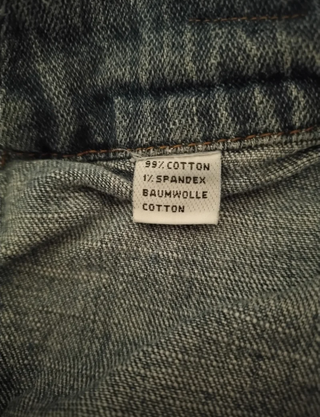 99% COTTON
1% SPANDEX
BAUMWOLLE
COTTON